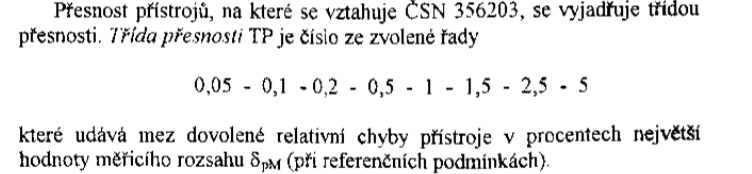 Přesnost přístrojů, na které se vztahuje ČSN 356203, se vyjadřuje třídou
přesnosti. Třída přesnosti TP je číslo ze zvolené řady
0,05 - 0,1 - 0,2 - 0,5 - 1 - 1,5 - 2,5 - 5
které udává mez dovolené relativní chyby přístroje v procentech největší
hodnoty měřicího rozsahu δpM (při referenčních podmínkách).